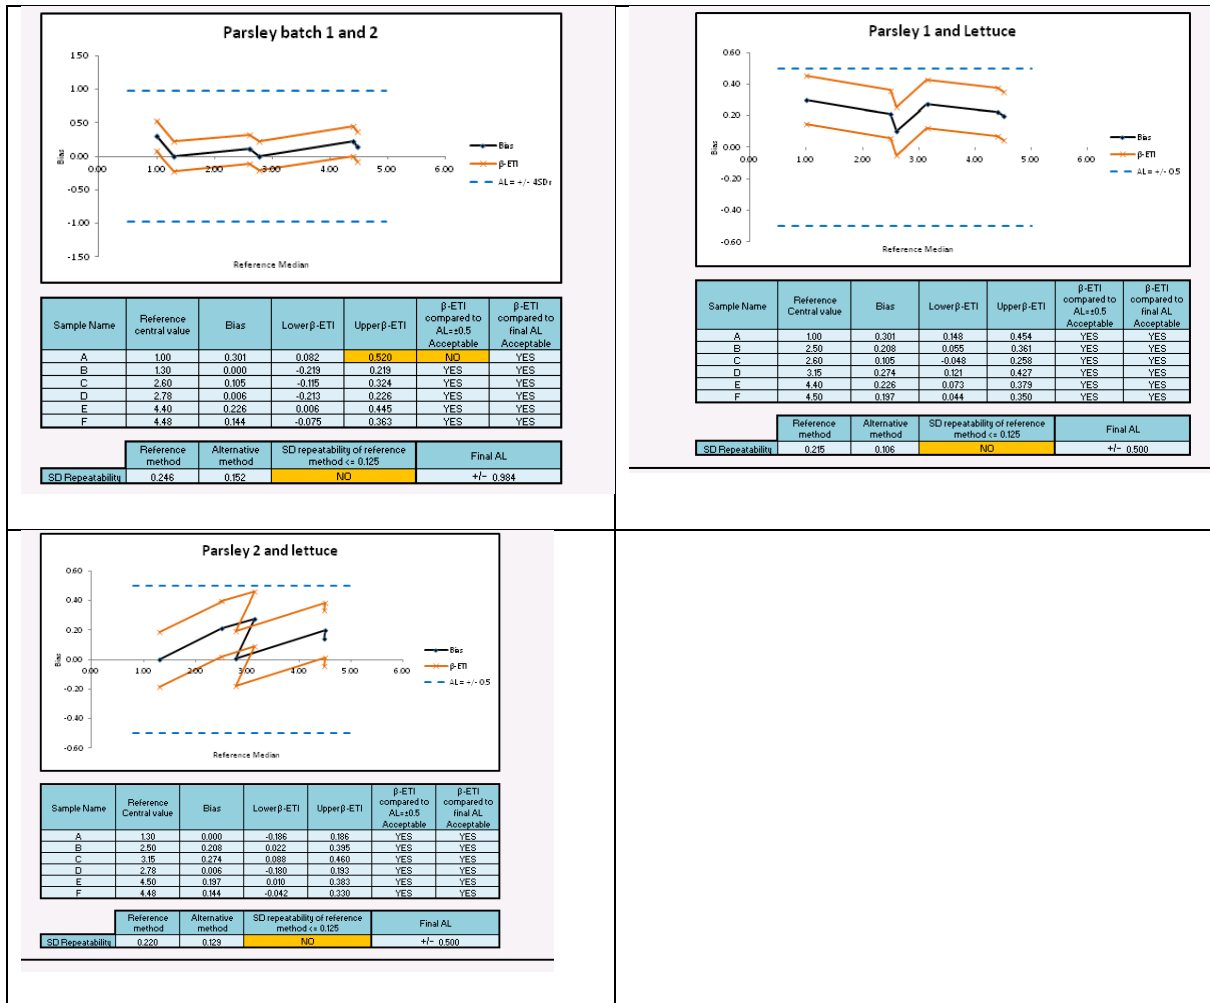 Parsley batch 1 and 2
1.50
1.00
0.50
0.00
-0.50
-1.00
-1.50
0.00 1.00 2.00 3.00 4.00 5.00 6.00
Bias
Reference Median
Bias
β-ETI
AL = +/- 4SDr
Sample Name Reference central value Bias Lower β-ETI Upper β-ETI β-ETI compared to AL=±0.5 Acceptable β-ETI compared to final AL Acceptable
A 1.00 0.301 0.082 0.520 NO YES
B 1.30 0.000 -0.219 0.219 YES YES
C 2.60 0.105 -0.115 0.324 YES YES
D 2.78 0.006 -0.213 0.226 YES YES
E 4.40 0.226 0.006 0.445 YES YES
F 4.48 0.144 -0.075 0.363 YES YES
Reference method Alternative method SD repeatability of reference method <= 0.125 Final AL
SD Repeatability 0.246 0.152 NO +/- 0.984
Parsley 1 and Lettuce
0.60
0.40
0.20
0.00
-0.20
-0.40
-0.60
0.00 1.00 2.00 3.00 4.00 5.00 6.00
Bias
Reference Median
Bias
β-ETI
AL = +/- 0.5
Sample Name Reference Central value Bias Lower β-ETI Upper β-ETI β-ETI compared to AL=±0.5 Acceptable β-ETI compared to final AL Acceptable
A 1.00 0.301 0.148 0.454 YES YES
B 2.50 0.208 0.055 0.361 YES YES
C 2.60 0.105 -0.048 0.258 YES YES
D 3.15 0.274 0.121 0.427 YES YES
E 4.40 0.226 0.073 0.379 YES YES
F 4.50 0.197 0.044 0.350 YES YES
Reference method Alternative method SD repeatability of reference method <= 0.125 Final AL
SD Repeatability 0.215 0.106 NO +/- 0.500
Parsley 2 and lettuce
0.60
0.40
0.20
0.00
-0.20
-0.40
-0.60
0.00 1.00 2.00 3.00 4.00 5.00 6.00
Bias
Reference Median
Bias
β-ETI
AL = +/- 0.5
Sample Name Reference Central value Bias Lower β-ETI Upper β-ETI β-ETI compared to AL=±0.5 Acceptable β-ETI compared to final AL Acceptable
A 1.30 0.000 -0.186 0.186 YES YES
B 2.50 0.208 0.022 0.395 YES YES
C 3.15 0.274 0.088 0.460 YES YES
D 2.78 0.006 -0.180 0.193 YES YES
E 4.50 0.197 0.010 0.383 YES YES
F 4.48 0.144 -0.042 0.330 YES YES
Reference method Alternative method SD repeatability of reference method <= 0.125 Final AL
SD Repeatability 0.220 0.129 NO +/- 0.500